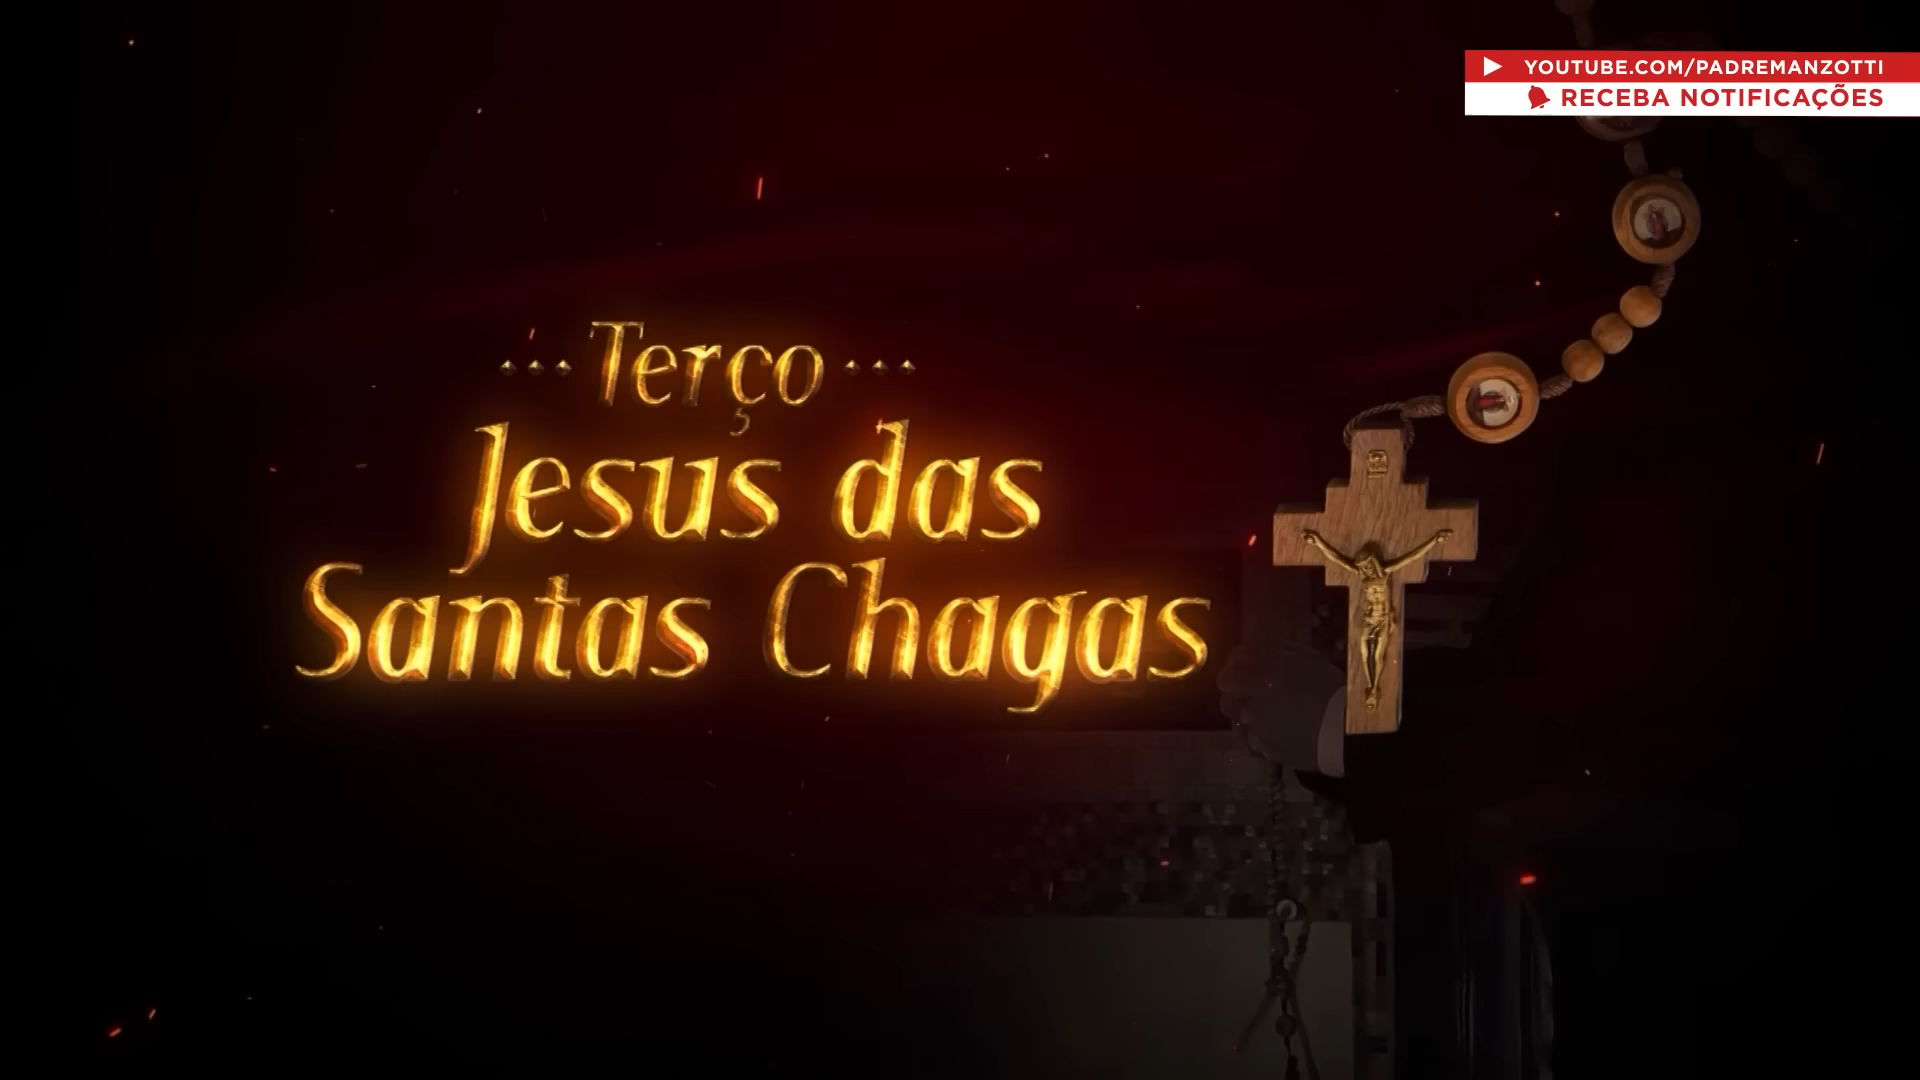 YOUTUBE.COM/PADREMANZOTTI
RECEBA NOTIFICAÇÕES
Terço
Jesus das
Santas Chagas